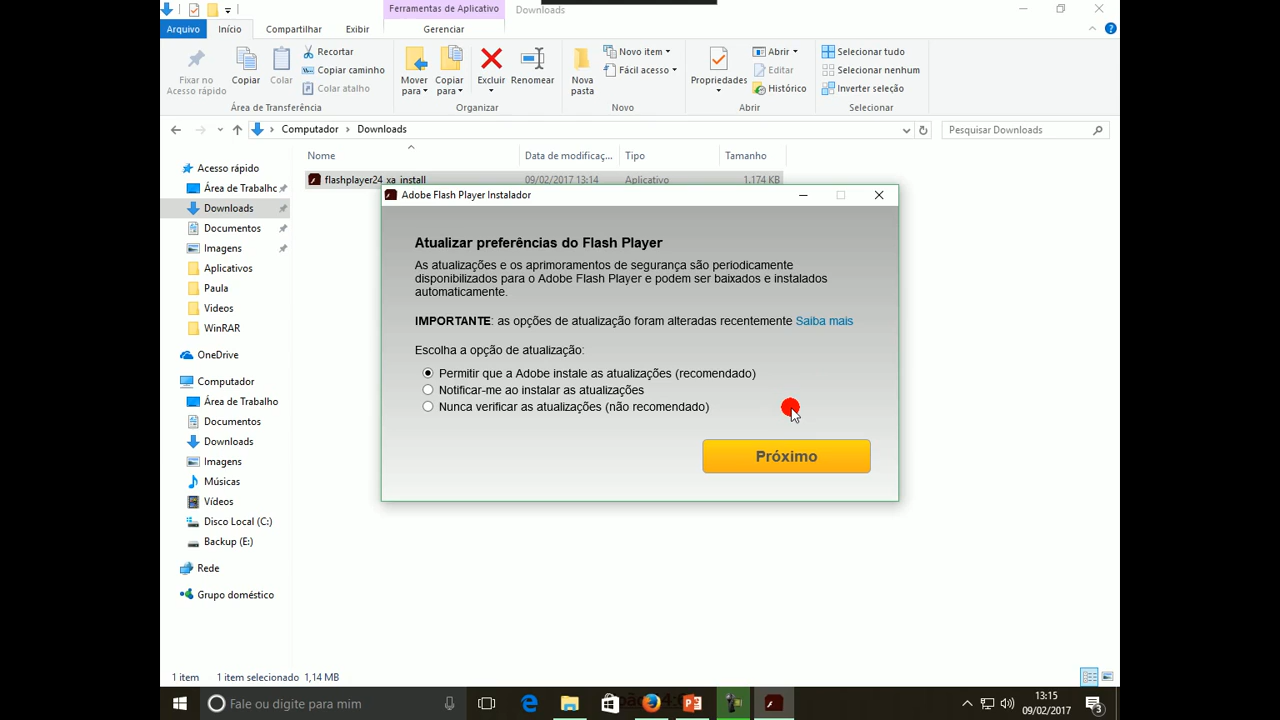 Ferramentas de Aplicativo
Downloads
Arquivo
Início
Compartilhar
Exibir
Gerenciar
Fixar no
Acesso rápido
Copiar
Colar
Recortar
Copiar caminho
Colar atalho
Área de Transferência
Mover
para
Copiar
para
Excluir
Renomear
Organizar
Nova
pasta
Novo item
Fácil acesso
Novo
Propriedades
Abrir
Editar
Histórico
Abrir
Selecionar tudo
Selecionar nenhum
Inverter seleção
Selecionar
Computador
Downloads
Pesquisar Downloads
Nome
Data de modificaç...
Tipo
Tamanho
flashplayer24_xa_install
09/02/2017 13:14
Aplicativo
1.174 KB
Acesso rápido
Área de Trabalho
Downloads
Documentos
Imagens
Aplicativos
Paula
Videos
WinRAR
OneDrive
Computador
Área de Trabalho
Documentos
Downloads
Imagens
Músicas
Vídeos
Disco Local (C:)
Backup (E:)
Rede
Grupo doméstico
Adobe Flash Player Instalador
Atualizar preferências do Flash Player
As atualizações e os aprimoramentos de segurança são periodicamente
disponibilizados para o Adobe Flash Player e podem ser baixados e instalados
automaticamente.
IMPORTANTE: as opções de atualização foram alteradas recentemente Saiba mais
Escolha a opção de atualização:
Permitir que a Adobe instale as atualizações (recomendado)
Notificar-me ao instalar as atualizações
Nunca verificar as atualizações (não recomendado)
Próximo
1 item
1 item selecionado 1,14 MB
Fale ou digite para mim
13:15
09/02/2017
3